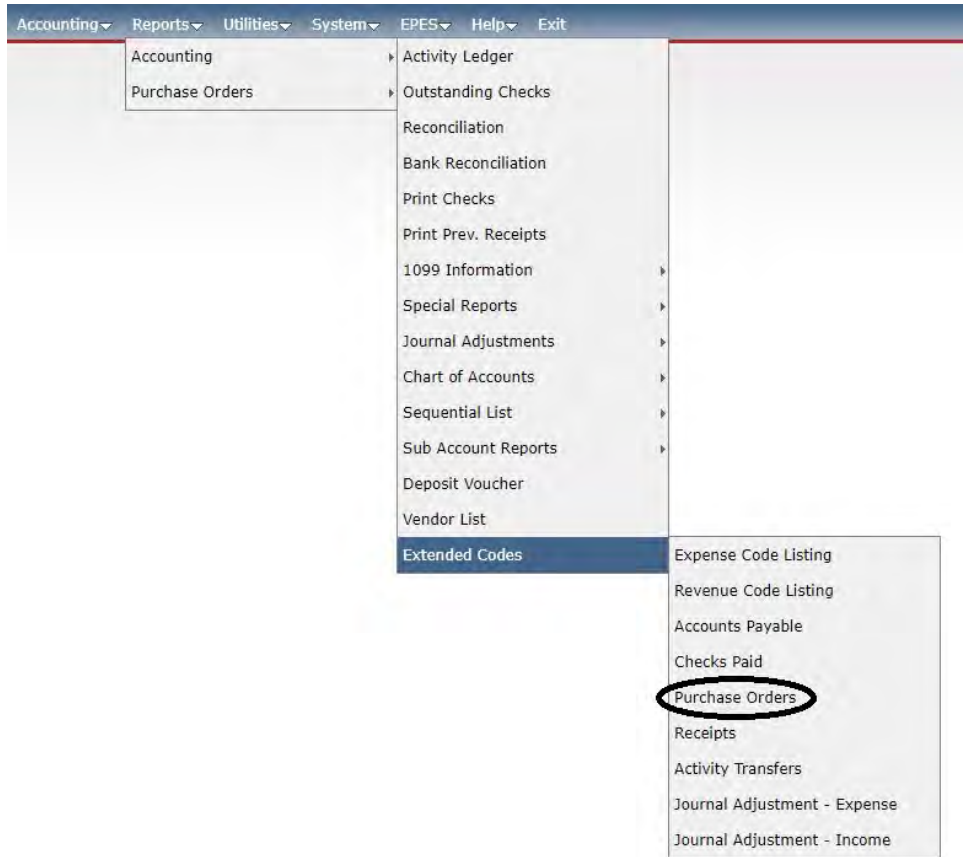 Accounting Reports Utilities System EPES Help Exit
Accounting
Purchase Orders
Activity Ledger
Outstanding Checks
Reconciliation
Bank Reconciliation
Print Checks
Print Prev. Receipts
1099 Information
Special Reports
Journal Adjustments
Chart of Accounts
Sequential List
Sub Account Reports
Deposit Voucher
Vendor List
Extended Codes
Expense Code Listing
Revenue Code Listing
Accounts Payable
Checks Paid
Purchase Orders
Receipts
Activity Transfers
Journal Adjustment - Expense
Journal Adjustment - Income